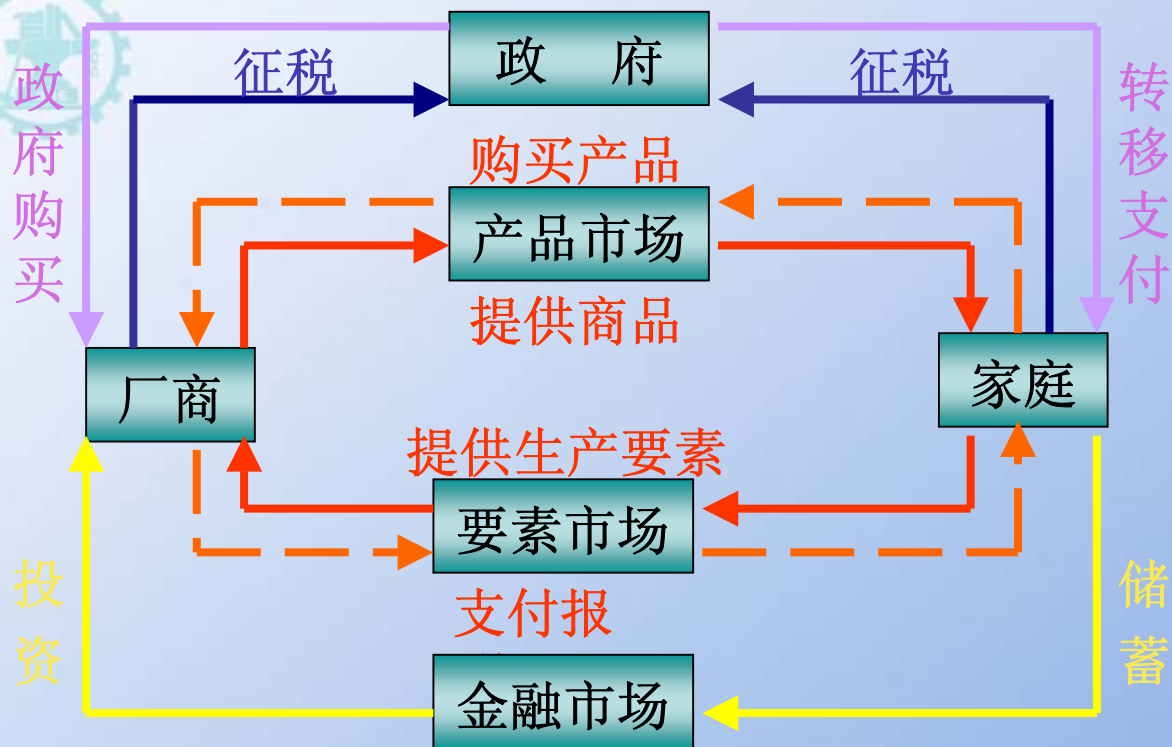 政 府
征税
征税
政府购买
转移支付
购买产品
产品市场
提供商品
厂商
家庭
提供生产要素
要素市场
支付报
投资
储蓄
金融市场